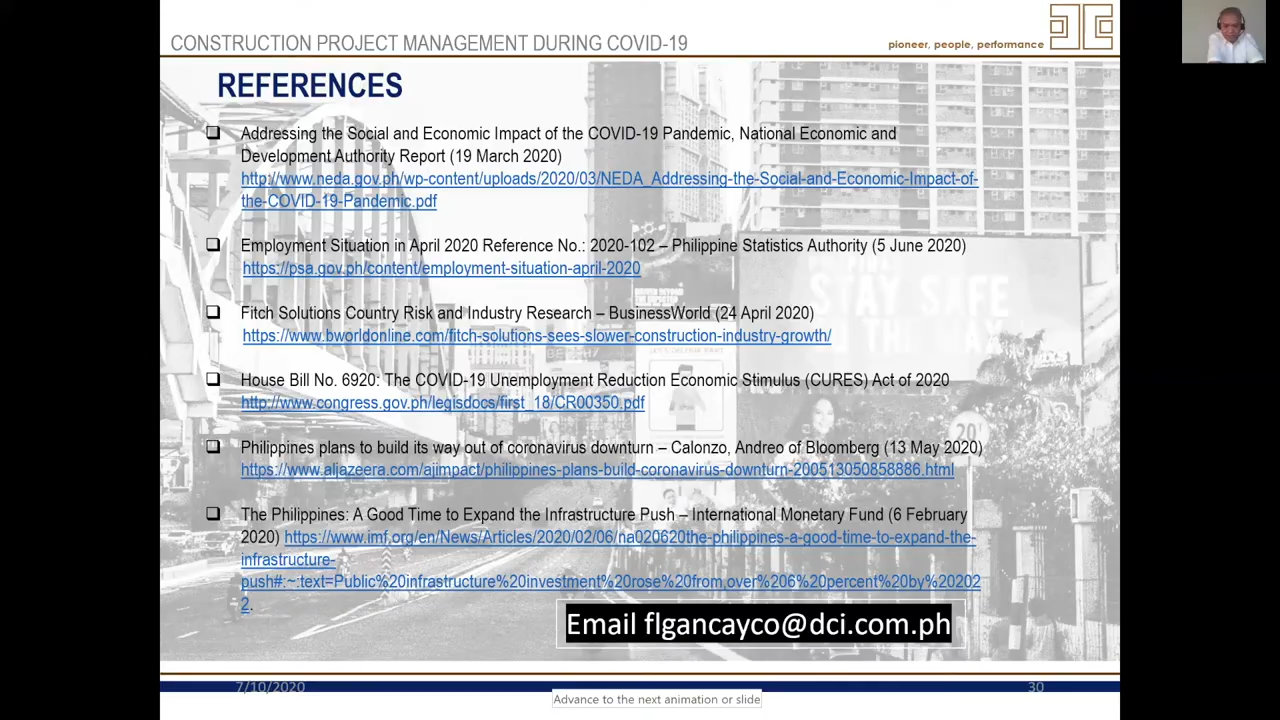 CONSTRUCTION PROJECT MANAGEMENT DURING COVID-19
pioneer, people, performance
REFERENCES
Addressing the Social and Economic Impact of the COVID-19 Pandemic, National Economic and
Development Authority Report (19 March 2020)
http://www.neda.gov.ph/wp-content/uploads/2020/03/NEDA_Addressing-the-Social-and-Economic-Impact-of-
the-COVID-19-Pandemic.pdf
Employment Situation in April 2020 Reference No.: 2020-102 – Philippine Statistics Authority (5 June 2020)
https://psa.gov.ph/content/employment-situation-april-2020
Fitch Solutions Country Risk and Industry Research – BusinessWorld (24 April 2020)
https://www.bworldonline.com/fitch-solutions-sees-slower-construction-industry-growth/
House Bill No. 6920: The COVID-19 Unemployment Reduction Economic Stimulus (CURES) Act of 2020
http://www.congress.gov.ph/legisdocs/first_18/CR00350.pdf
Philippines plans to build its way out of coronavirus downturn – Calonzo, Andreo of Bloomberg (13 May 2020)
https://www.aljazeera.com/ajimpact/philippines-plans-build-coronavirus-downturn-200513050858886.html
The Philippines: A Good Time to Expand the Infrastructure Push – International Monetary Fund (6 February
2020) https://www.imf.org/en/News/Articles/2020/02/06/na020620the-philippines-a-good-time-to-expand-the-
infrastructure-
push#:~:text=Public%20infrastructure%20investment%20rose%20from,over%206%20percent%20by%20202
2.
STAY SAFE
20'
Email flgancayco@dci.com.ph
7/10/2020
30
Advance to the next animation or slide